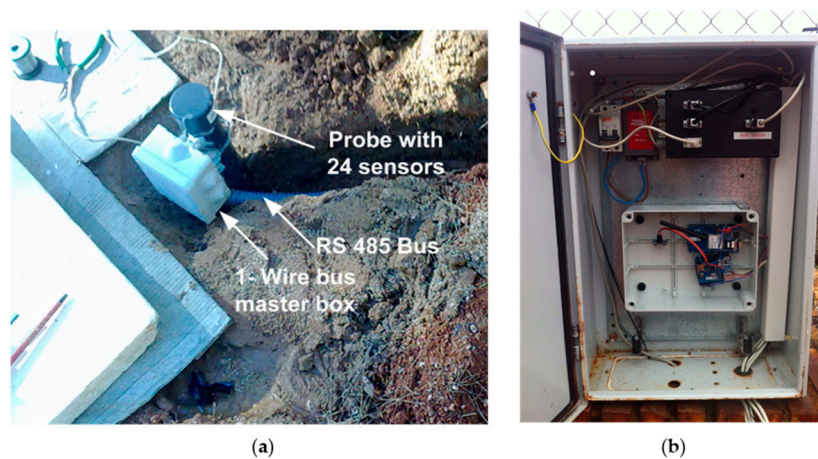 Probe with
24 sensors
RS 485 Bus
1- Wire bus
master box
(a)
(b)